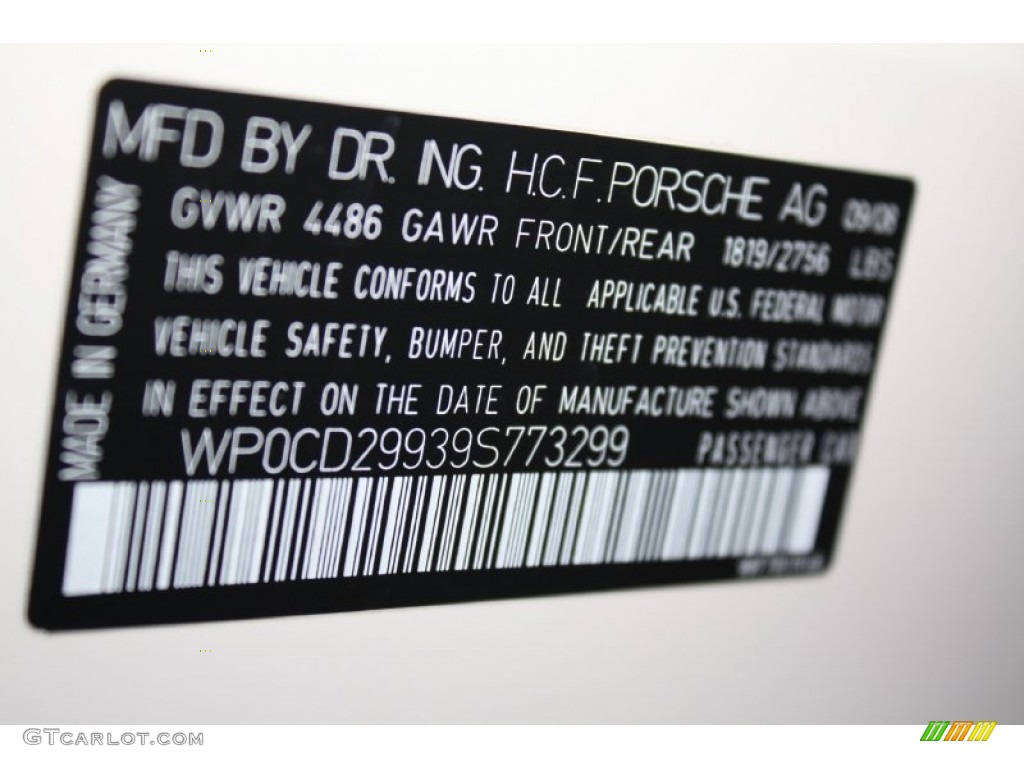 MFD BY DR. ING. H.C.F. PORSCHE AG 09/08
GVWR 4486 GAWR FRONT/REAR 1819/2756 LBS
THIS VEHICLE CONFORMS TO ALL APPLICABLE U.S. FEDERAL MOTOR
VEHICLE SAFETY, BUMPER, AND THEFT PREVENTION STANDARDS
IN EFFECT ON THE DATE OF MANUFACTURE SHOWN ABOVE
WP0CD29939S773299 PASSENGER CAR
MADE IN GERMANY
GTCARLOT.COM